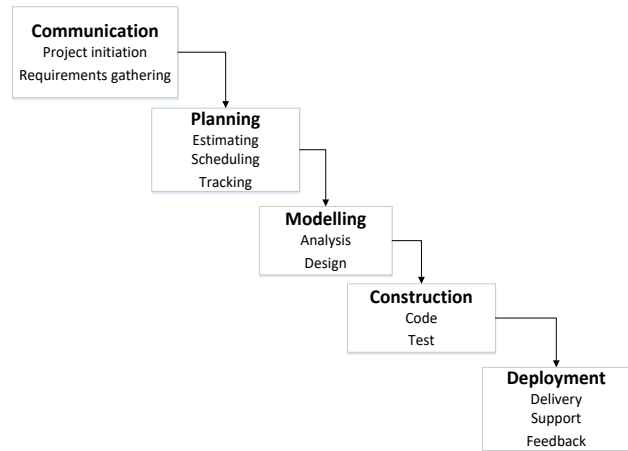 Communication
Project initiation
Requirements gathering
Planning
Estimating
Scheduling
Tracking
Modelling
Analysis
Design
Construction
Code
Test
Deployment
Delivery
Support
Feedback